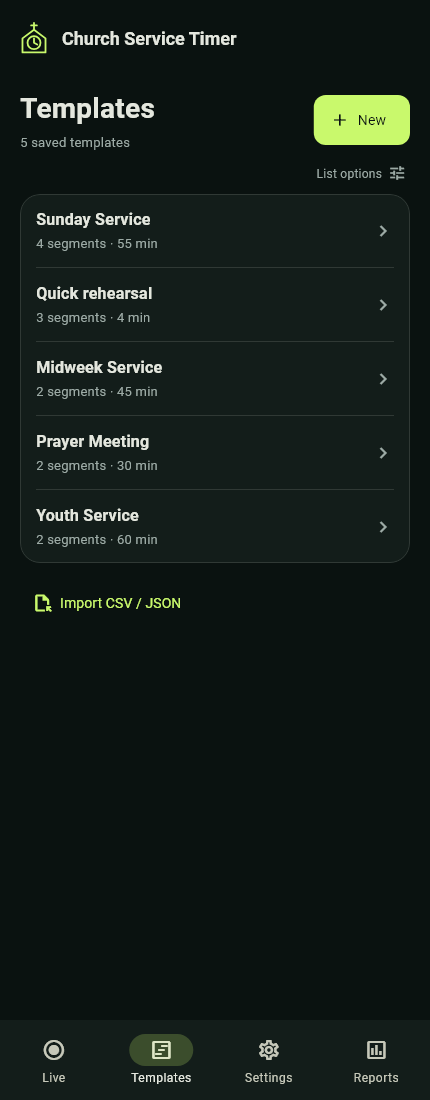 Church Service Timer
Templates
5 saved templates
New
List options
Sunday Service
4 segments · 55 min
Quick rehearsal
3 segments · 4 min
Midweek Service
2 segments · 45 min
Prayer Meeting
2 segments · 30 min
Youth Service
2 segments · 60 min
Import CSV / JSON
Live
Templates
Settings
Reports